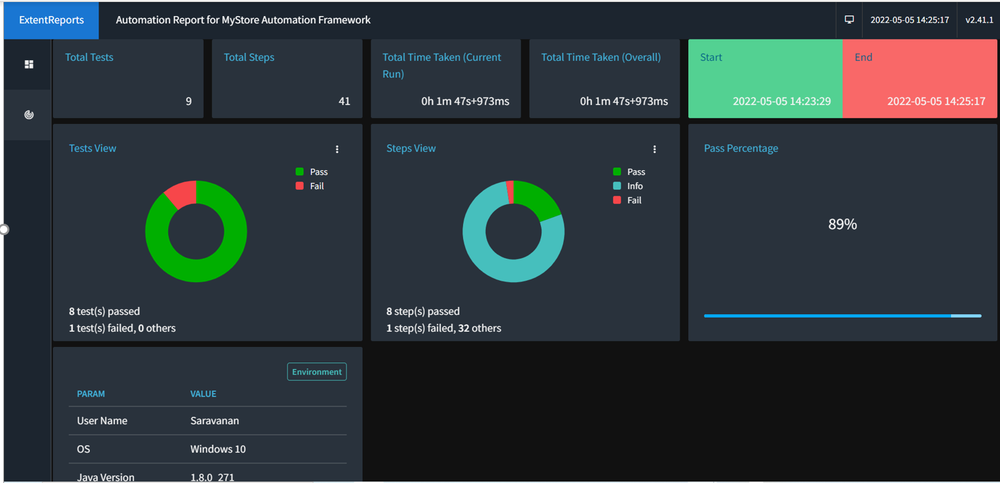 ExtentReports
Automation Report for MyStore Automation Framework
2022-05-05 14:25:17
v2.41.1
Total Tests
9
Total Steps
41
Total Time Taken (Current
Run)
0h 1m 47s+973ms
Total Time Taken (Overall)
0h 1m 47s+973ms
Start
2022-05-05 14:23:29
End
2022-05-05 14:25:17
Tests View
Pass
Fail
8 test(s) passed
1 test(s) failed, 0 others
Steps View
Pass
Info
Fail
8 step(s) passed
1 step(s) failed, 32 others
Pass Percentage
89%
Environment
PARAM VALUE
User Name Saravanan
OS Windows 10
Java Version 1.8.0_271